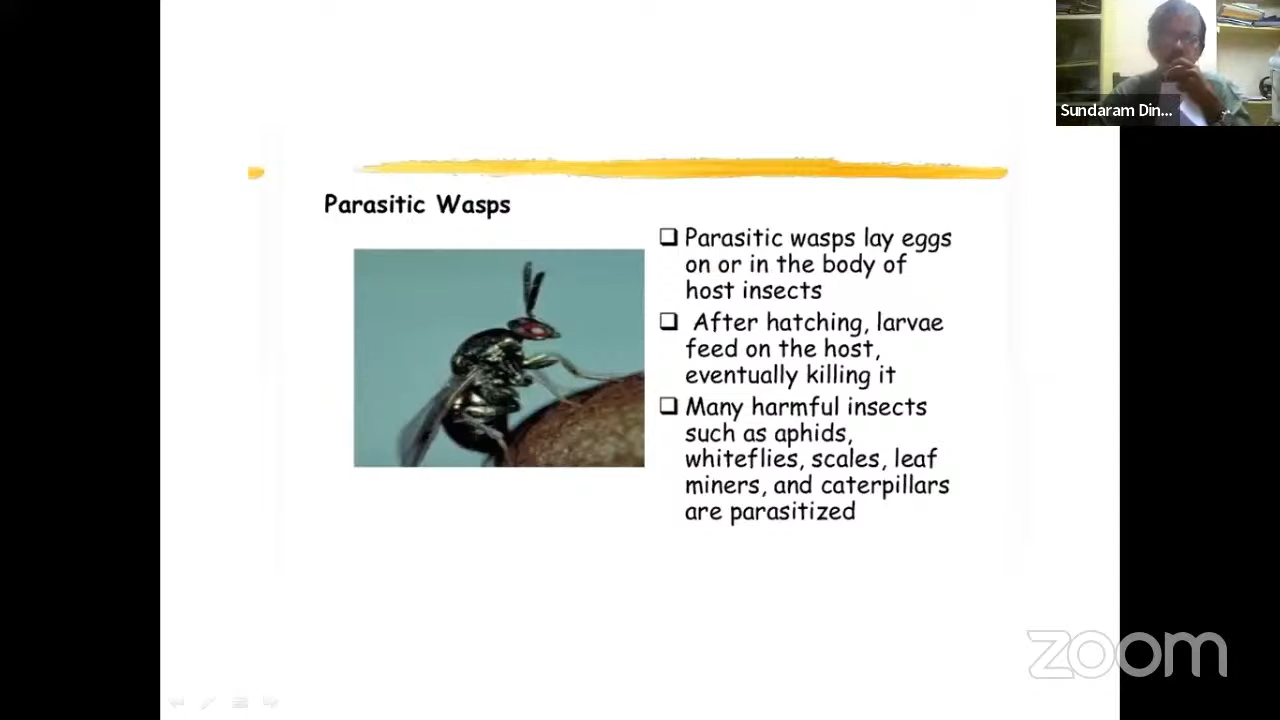 Sundaram Din...
Parasitic Wasps
❑ Parasitic wasps lay eggs
on or in the body of
host insects
❑ After hatching, larvae
feed on the host,
eventually killing it
❑ Many harmful insects
such as aphids,
whiteflies, scales, leaf
miners, and caterpillars
are parasitized
zoom